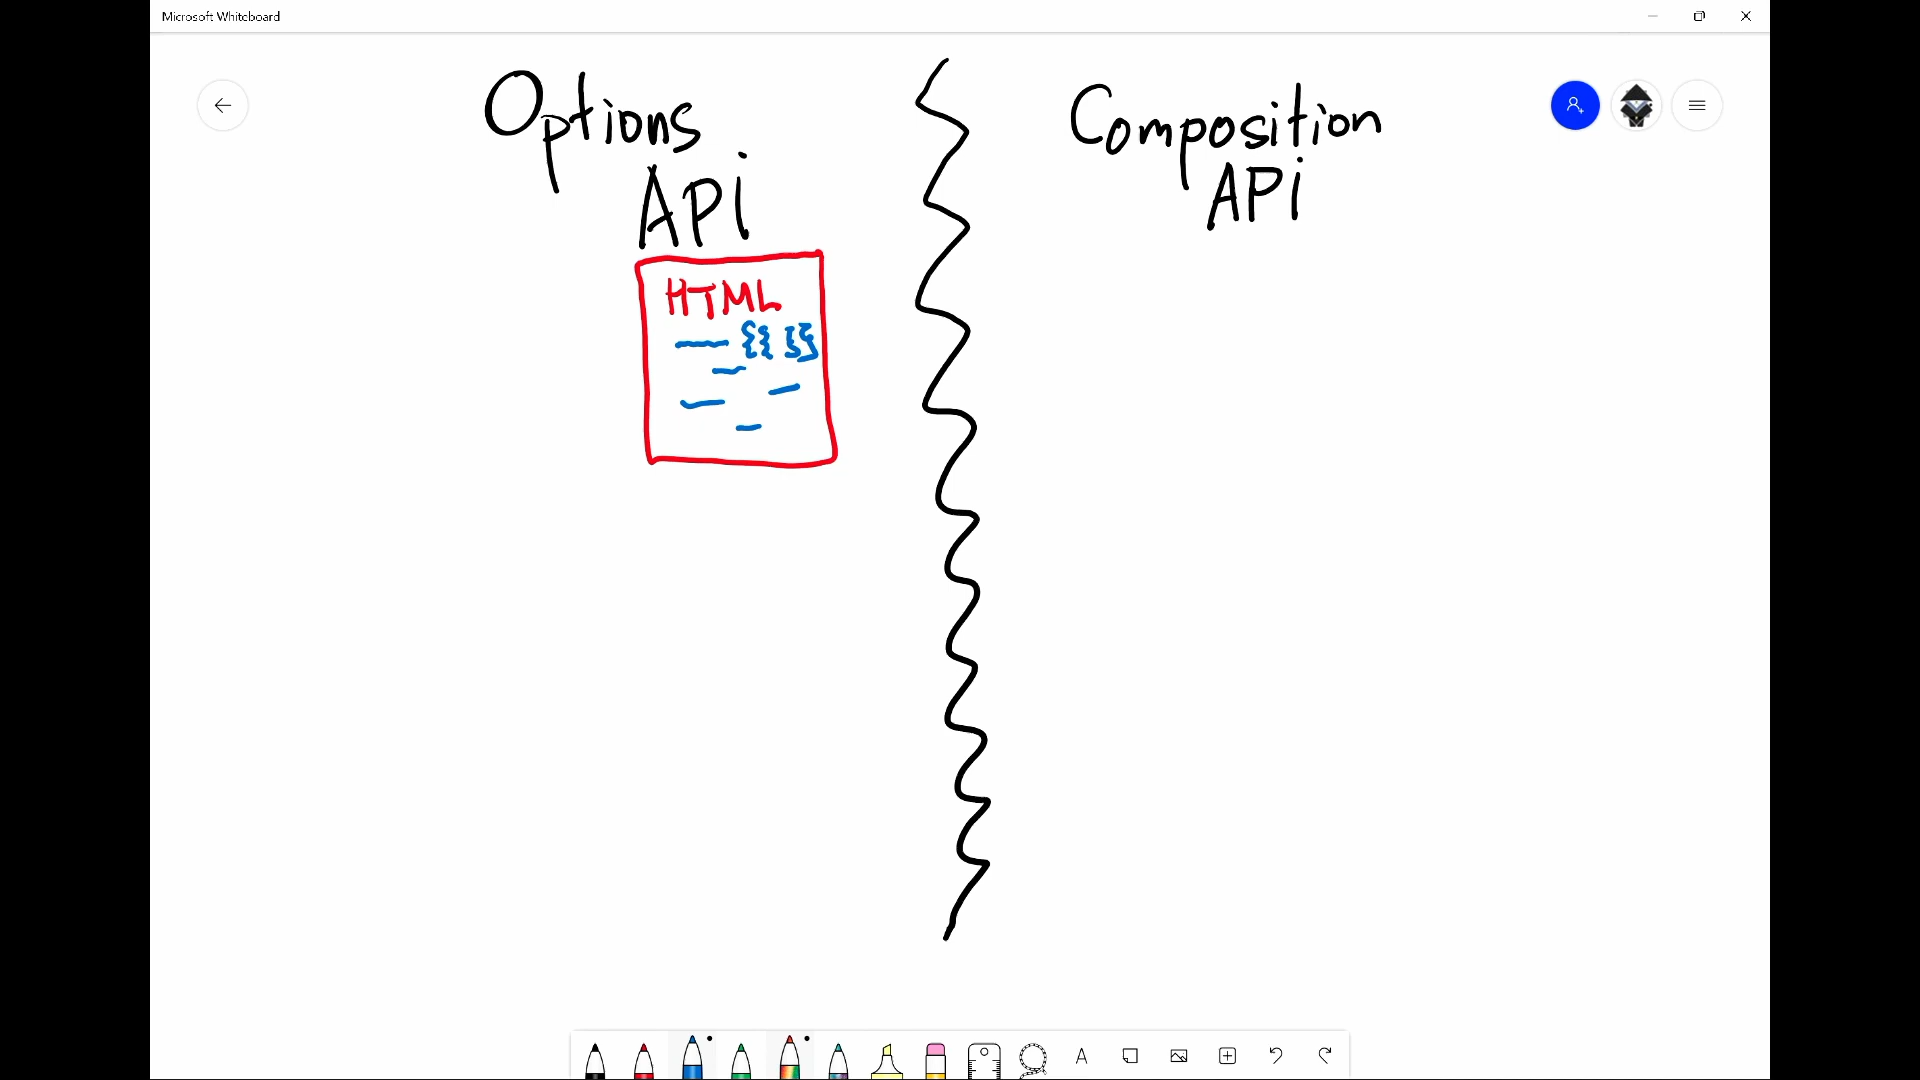 Microsoft Whiteboard
Options
API
Composition
API
HTML
{{ }}
A